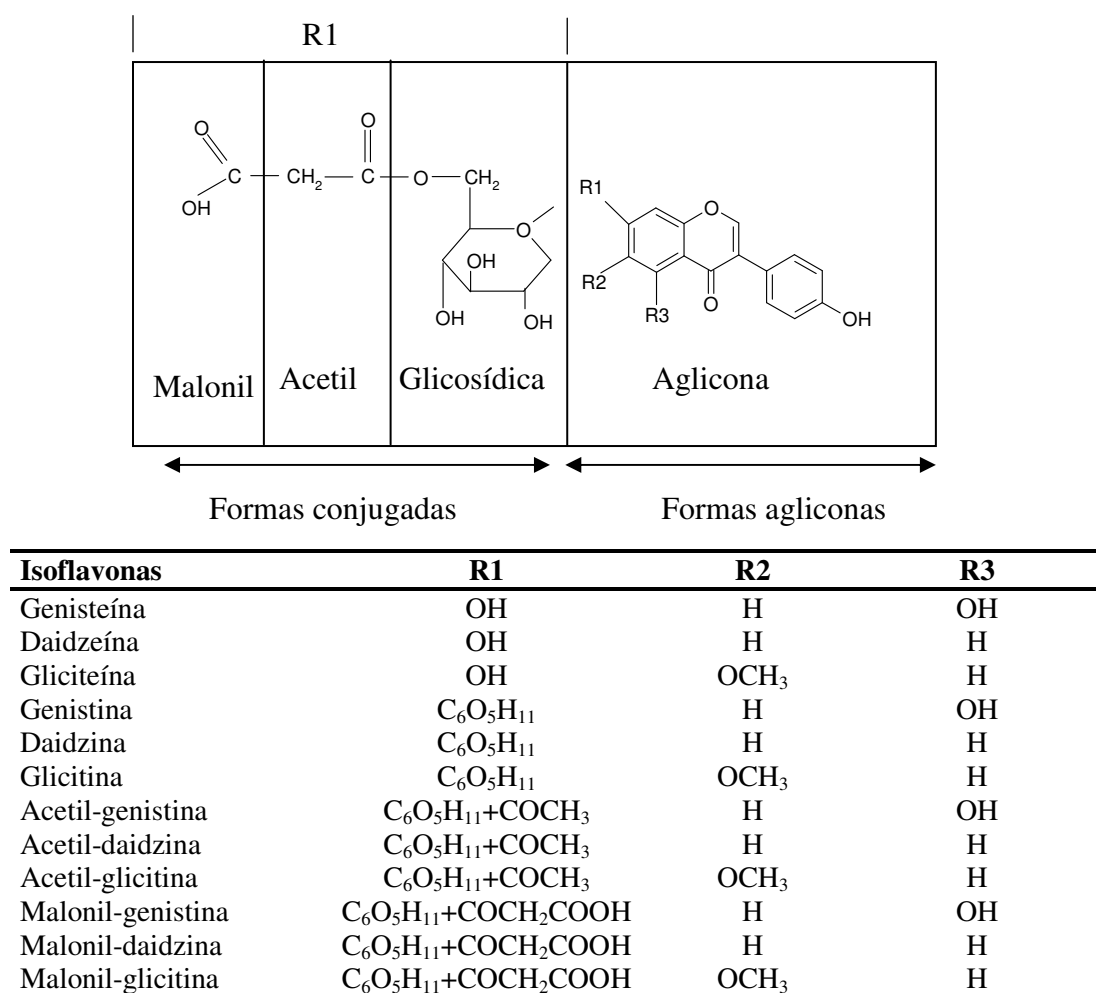 R1
O
O
C
CH₂
C
O
CH₂
OH
O
OH
OH
OH
R1
O
R2
R3
O
OH
Malonil
Acetil
Glicosídica
Aglicona
Formas conjugadas
Formas agliconas
Isoflavonas R1 R2 R3
Genisteína OH H OH
Daidzeína OH H H
Gliciteína OH OCH₃ H
Genistina C₆O₅H₁₁ H OH
Daidzina C₆O₅H₁₁ H H
Glicitina C₆O₅H₁₁ OCH₃ H
Acetil-genistina C₆O₅H₁₁+COCH₃ H OH
Acetil-daidzina C₆O₅H₁₁+COCH₃ H H
Acetil-glicitina C₆O₅H₁₁+COCH₃ OCH₃ H
Malonil-genistina C₆O₅H₁₁+COCH₂COOH H OH
Malonil-daidzina C₆O₅H₁₁+COCH₂COOH H H
Malonil-glicitina C₆O₅H₁₁+COCH₂COOH OCH₃ H